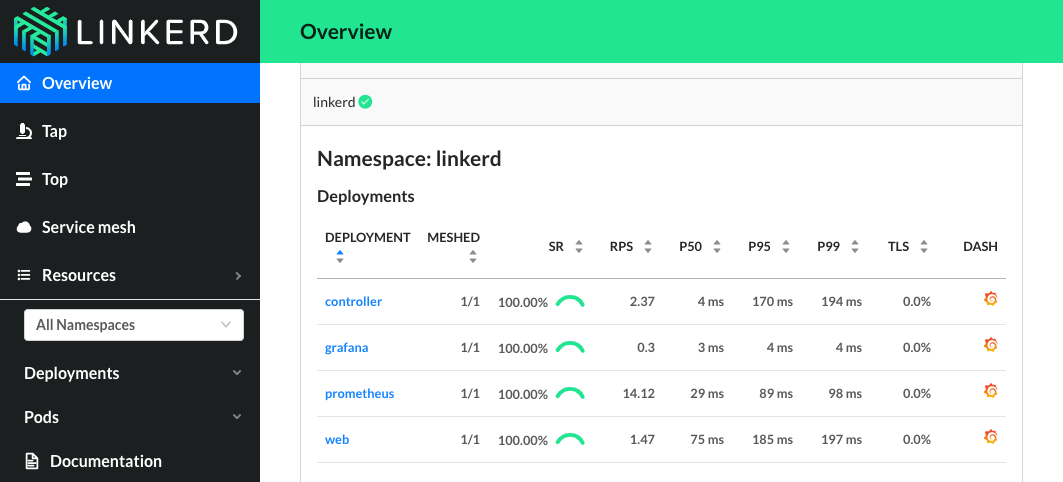 LINKERD
Overview
Overview
Tap
Top
Service mesh
Resources
All Namespaces
Deployments
Pods
Documentation
linkerd
Namespace: linkerd
Deployments
DEPLOYMENT MESHED SR RPS P50 P95 P99 TLS DASH
controller 1/1 100.00% 2.37 4 ms 170 ms 194 ms 0.0%
grafana 1/1 100.00% 0.3 3 ms 4 ms 4 ms 0.0%
prometheus 1/1 100.00% 14.12 29 ms 89 ms 98 ms 0.0%
web 1/1 100.00% 1.47 75 ms 185 ms 197 ms 0.0%